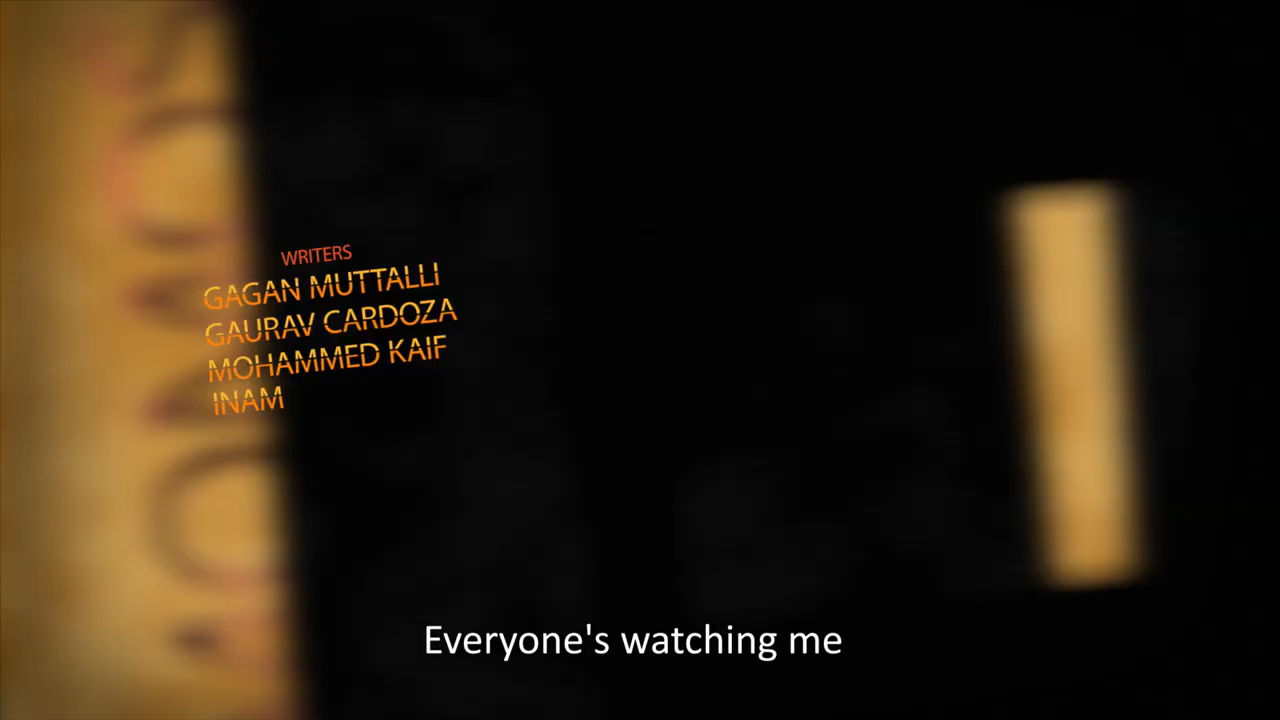 WRITERS
GAGAN MUTTALLI
GAURAV CARDOZA
MOHAMMED KAIF
INAM
Everyone's watching me